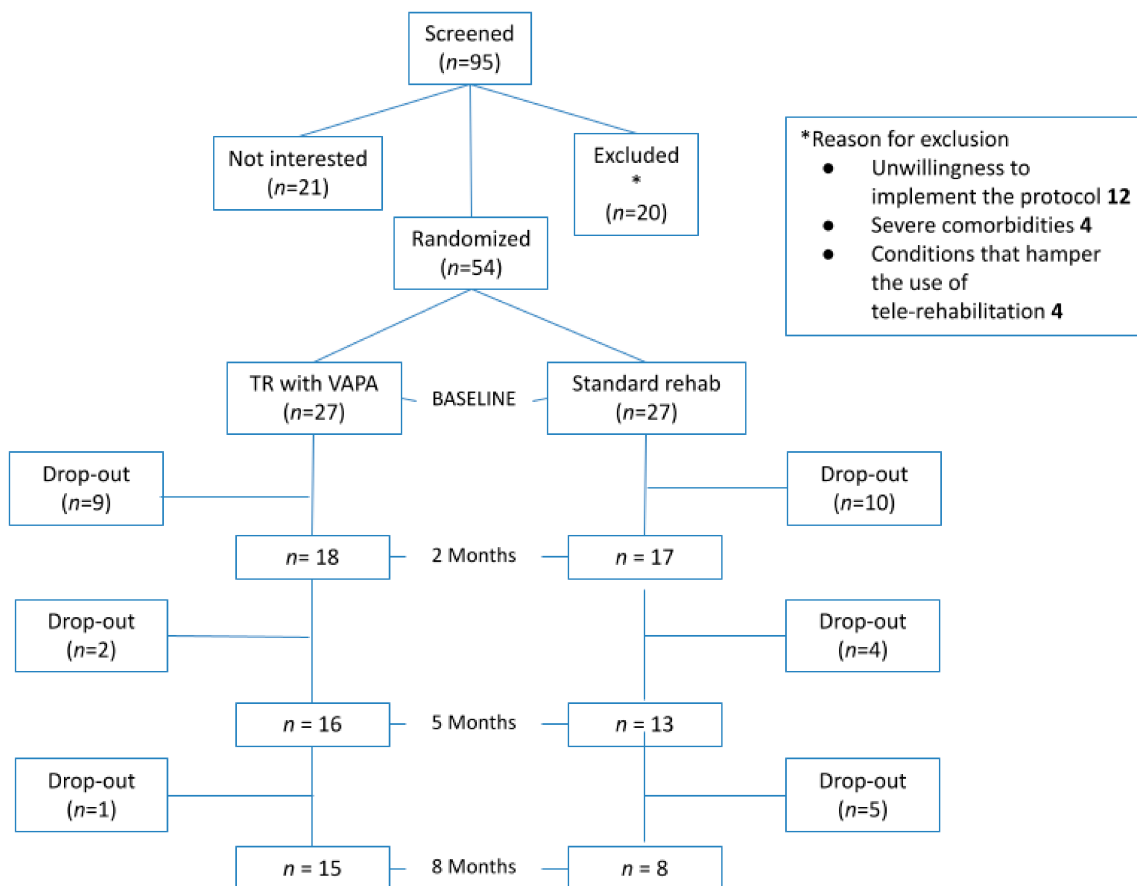 Screened
(n=95)
Not interested
(n=21)
Excluded
*
(n=20)
*Reason for exclusion
● Unwillingness to
implement the protocol 12
● Severe comorbidities 4
● Conditions that hamper
the use of
tele-rehabilitation 4
Randomized
(n=54)
TR with VAPA
(n=27)
BASELINE
Standard rehab
(n=27)
Drop-out
(n=9)
Drop-out
(n=10)
n= 18
2 Months
n = 17
Drop-out
(n=2)
Drop-out
(n=4)
n = 16
5 Months
n = 13
Drop-out
(n=1)
Drop-out
(n=5)
n = 15
8 Months
n = 8